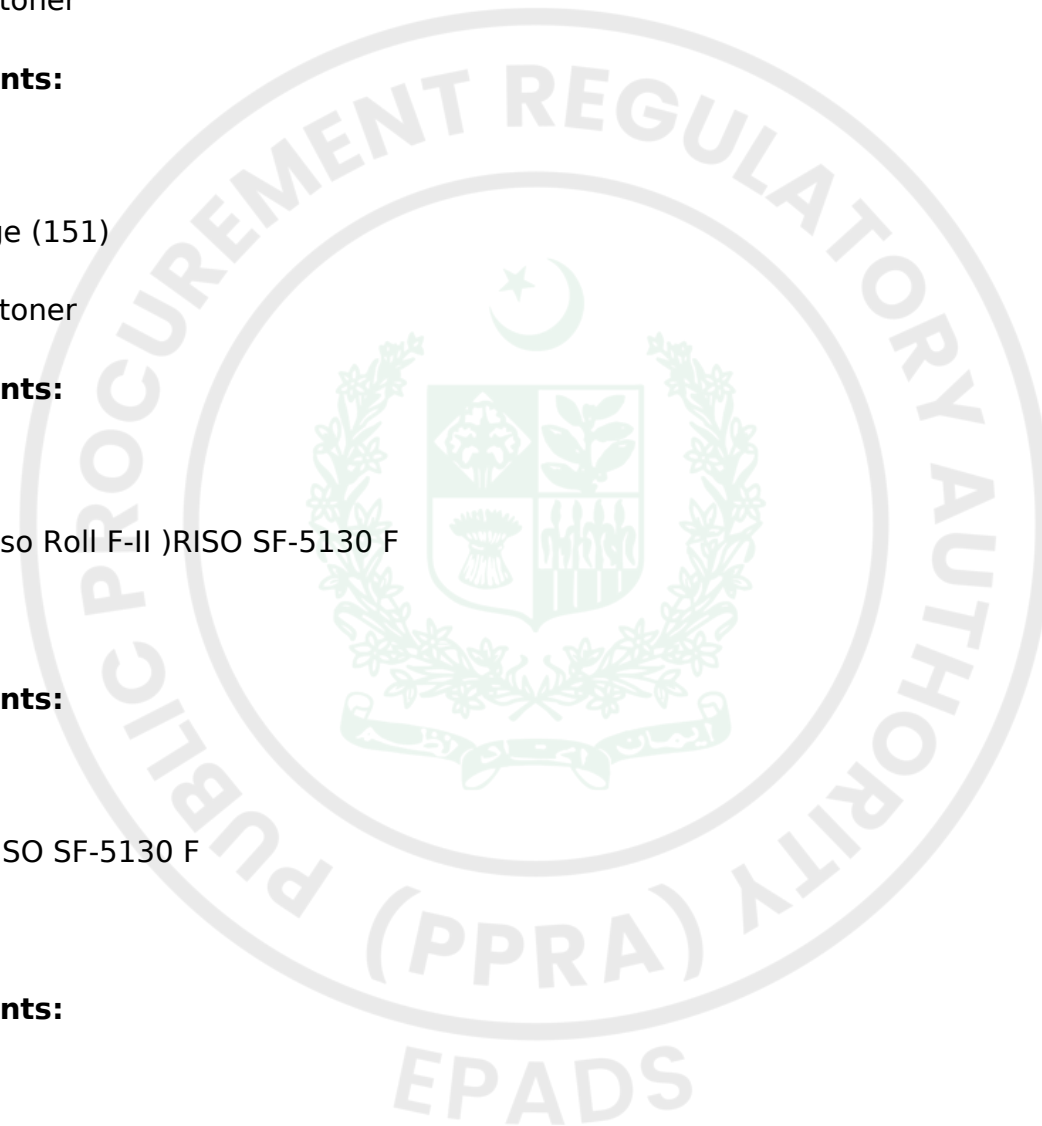 toner
nts:
ge (151)
toner
nts:
so Roll F-II )RISO SF-5130 F
nts:
SO SF-5130 F
nts:
PUBLIC PROCUREMENT REGULATORY AUTHORITY
(PPRA)
EPADS